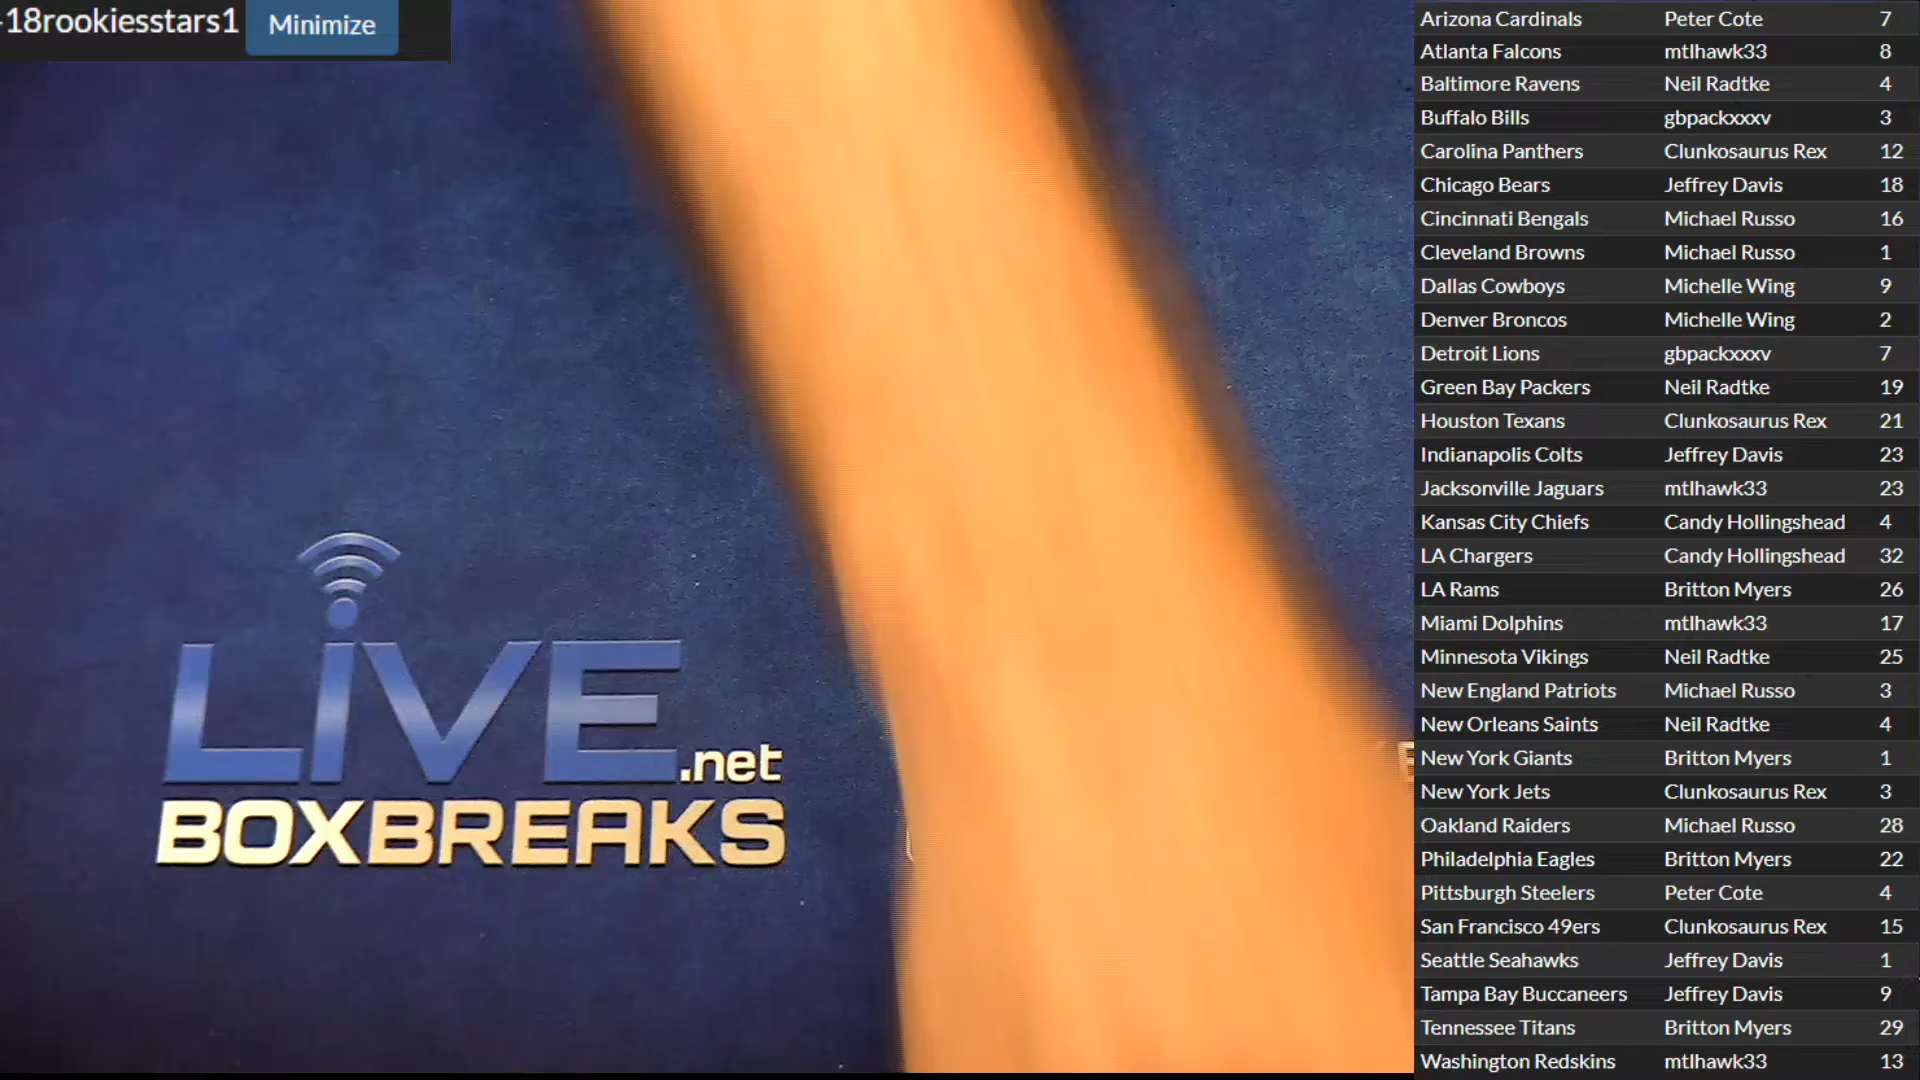 -18rookiesstars1 Minimize
LIVE.net
BOXBREAKS
Arizona Cardinals Peter Cote 7
Atlanta Falcons mtlhawk33 8
Baltimore Ravens Neil Radtke 4
Buffalo Bills gbpackxxxv 3
Carolina Panthers Clunkosaurus Rex 12
Chicago Bears Jeffrey Davis 18
Cincinnati Bengals Michael Russo 16
Cleveland Browns Michael Russo 1
Dallas Cowboys Michelle Wing 9
Denver Broncos Michelle Wing 2
Detroit Lions gbpackxxxv 7
Green Bay Packers Neil Radtke 19
Houston Texans Clunkosaurus Rex 21
Indianapolis Colts Jeffrey Davis 23
Jacksonville Jaguars mtlhawk33 23
Kansas City Chiefs Candy Hollingshead 4
LA Chargers Candy Hollingshead 32
LA Rams Britton Myers 26
Miami Dolphins mtlhawk33 17
Minnesota Vikings Neil Radtke 25
New England Patriots Michael Russo 3
New Orleans Saints Neil Radtke 4
New York Giants Britton Myers 1
New York Jets Clunkosaurus Rex 3
Oakland Raiders Michael Russo 28
Philadelphia Eagles Britton Myers 22
Pittsburgh Steelers Peter Cote 4
San Francisco 49ers Clunkosaurus Rex 15
Seattle Seahawks Jeffrey Davis 1
Tampa Bay Buccaneers Jeffrey Davis 9
Tennessee Titans Britton Myers 29
Washington Redskins mtlhawk33 13